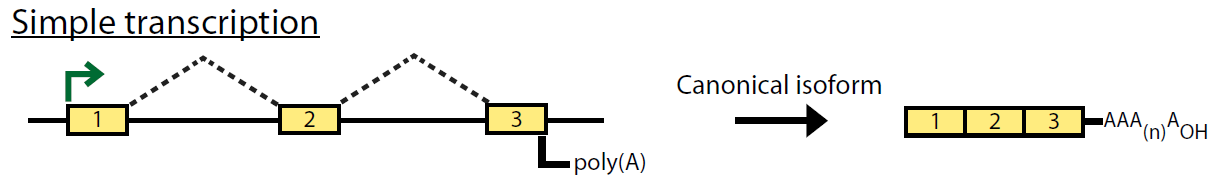 Simple transcription
1 2 3
poly(A)
Canonical isoform
1 2 3 AAA(n)AOH